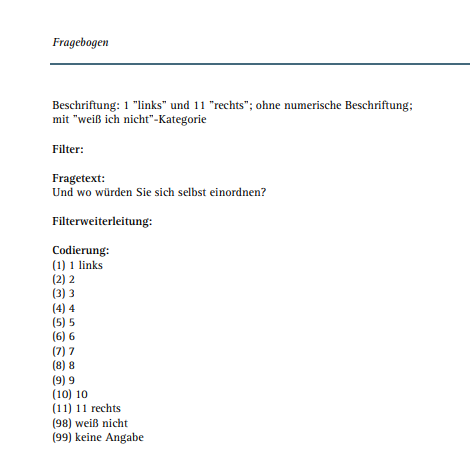 Fragebogen
Beschriftung: 1 "links" und 11 "rechts"; ohne numerische Beschriftung;
mit "weiß ich nicht"-Kategorie
Filter:
Fragetext:
Und wo würden Sie sich selbst einordnen?
Filterweiterleitung:
Codierung:
(1) 1 links
(2) 2
(3) 3
(4) 4
(5) 5
(6) 6
(7) 7
(8) 8
(9) 9
(10) 10
(11) 11 rechts
(98) weiß nicht
(99) keine Angabe